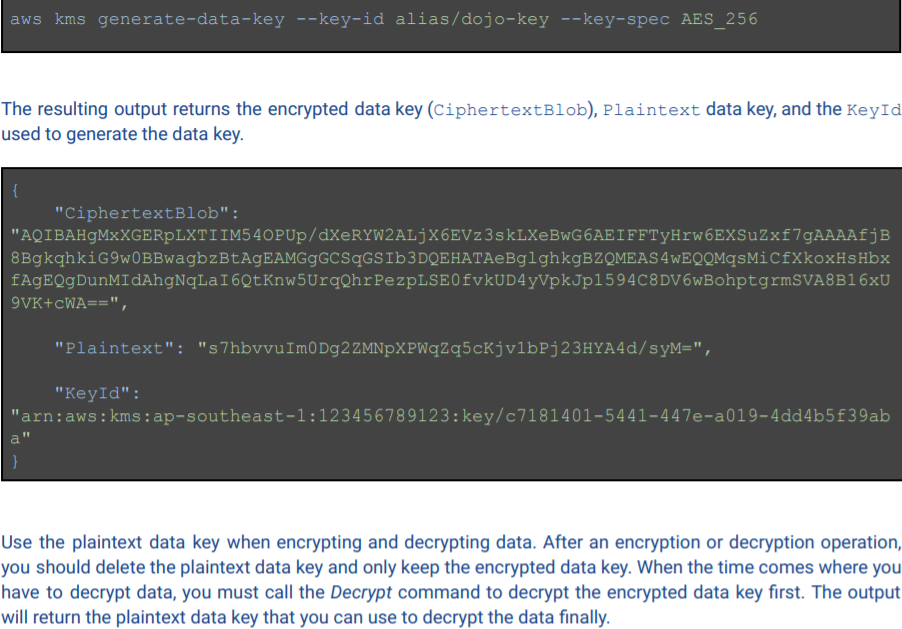 aws kms generate-data-key --key-id alias/dojo-key --key-spec AES_256
The resulting output returns the encrypted data key (CiphertextBlob), Plaintext data key, and the KeyId
used to generate the data key.
{
"CiphertextBlob":
"AQIBAHgMxXGERpLXTIIM54OPUp/dXeRYW2ALjX6EVz3skLXeBwG6AEIFFTyHrw6EXSuZxf7gAAAAfjB
8BgkqhkiG9w0BBwagbzBtAgEAMGgGCSqGSIb3DQEHATAeBglghkgBZQMEAS4wEQQMqsMiCfXkoxHsHbx
fAgEQgDunMIdAhgNqLaI6QtKnw5UrqQhrPezpLSE0fvkUD4yVpkJp1594C8DV6wBohptgrmSVA8B16xU
9VK+cWA==",
"Plaintext": "s7hbvvuIm0Dg2ZMNpXPWqZq5cKjv1bPj23HYA4d/syM=",
"KeyId":
"arn:aws:kms:ap-southeast-1:123456789123:key/c7181401-5441-447e-a019-4dd4b5f39ab
a"
}
Use the plaintext data key when encrypting and decrypting data. After an encryption or decryption operation,
you should delete the plaintext data key and only keep the encrypted data key. When the time comes where you
have to decrypt data, you must call the Decrypt command to decrypt the encrypted data key first. The output
will return the plaintext data key that you can use to decrypt the data finally.